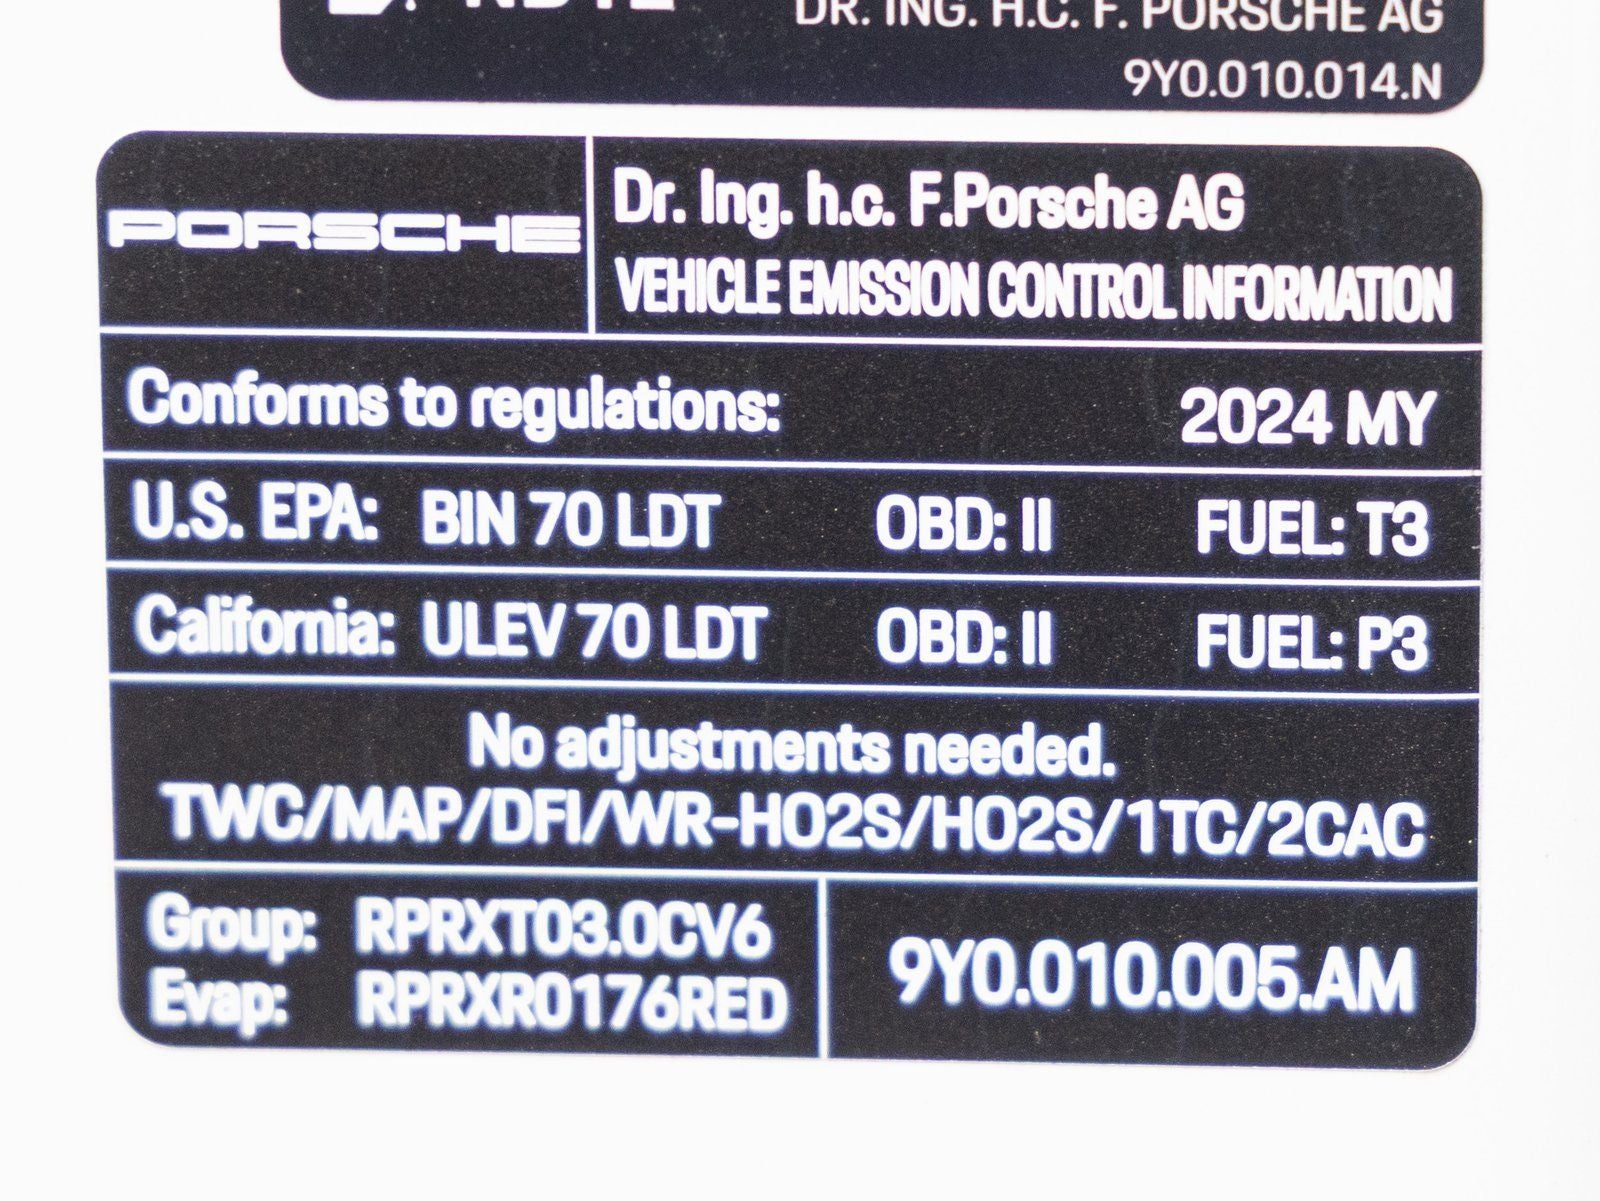 DR. ING. H.C. F. PORSCHE AG
9Y0.010.014.N
PORSCHE
Dr. Ing. h.c. F.Porsche AG
VEHICLE EMISSION CONTROL INFORMATION
Conforms to regulations: 2024 MY
U.S. EPA: BIN 70 LDT OBD: II FUEL: T3
California: ULEV 70 LDT OBD: II FUEL: P3
No adjustments needed.
TWC/MAP/DFI/WR-HO2S/HO2S/1TC/2CAC
Group: RPRXT03.0CV6
Evap: RPRXR0176RED
9Y0.010.005.AM